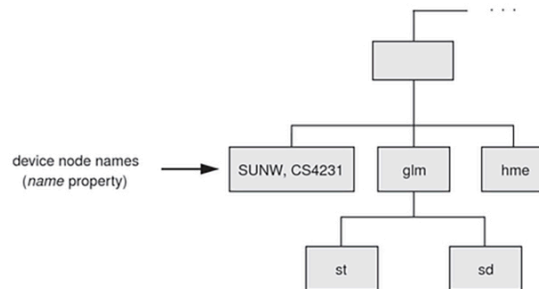 . . .
device node names
(name property)
SUNW, CS4231
glm
hme
st
sd